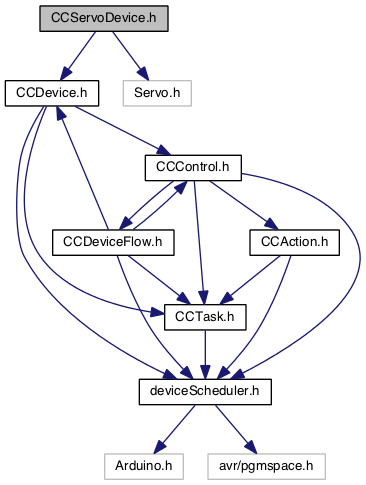 CCServoDevice.h
CCDevice.h
Servo.h
CCControl.h
CCDeviceFlow.h
CCAction.h
CCTask.h
deviceScheduler.h
Arduino.h
avr/pgmspace.h